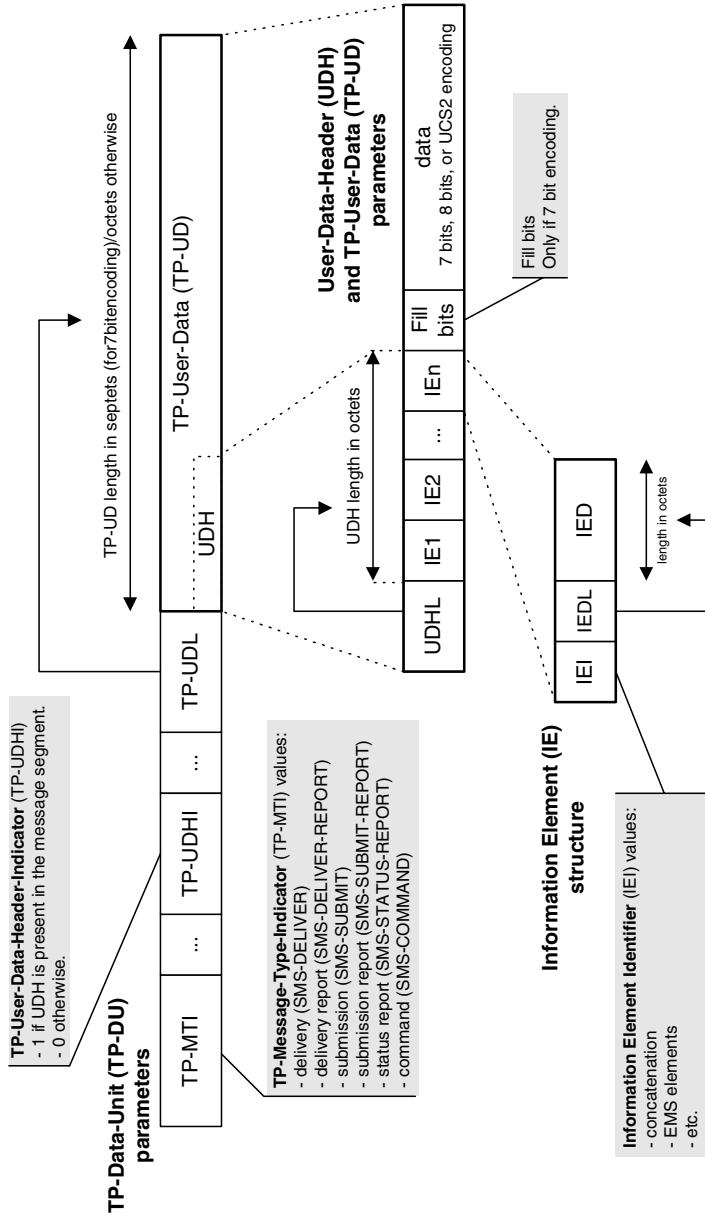 TP-User-Data-Header-Indicator (TP-UDHI)
- 1 if UDH is present in the message segment.
- 0 otherwise.
TP-Data-Unit (TP-DU)
parameters
TP-UD length in septets (for7bitencoding)/octets otherwise
TP-MTI
...
TP-UDHI
...
TP-UDL
UDH
TP-User-Data (TP-UD)
TP-Message-Type-Indicator (TP-MTI) values:
- delivery (SMS-DELIVER)
- delivery report (SMS-DELIVER-REPORT)
- submission (SMS-SUBMIT)
- submission report (SMS-SUBMIT-REPORT)
- status report (SMS-STATUS-REPORT)
- command (SMS-COMMAND)
User-Data-Header (UDH)
and TP-User-Data (TP-UD)
parameters
UDH length in octets
UDHL
IE1
IE2
...
IEn
Fill
bits
data
7 bits, 8 bits, or UCS2 encoding
Fill bits
Only if 7 bit encoding.
Information Element (IE)
structure
IEI
IEDL
IED
length in octets
Information Element Identifier (IEI) values:
- concatenation
- EMS elements
- etc.